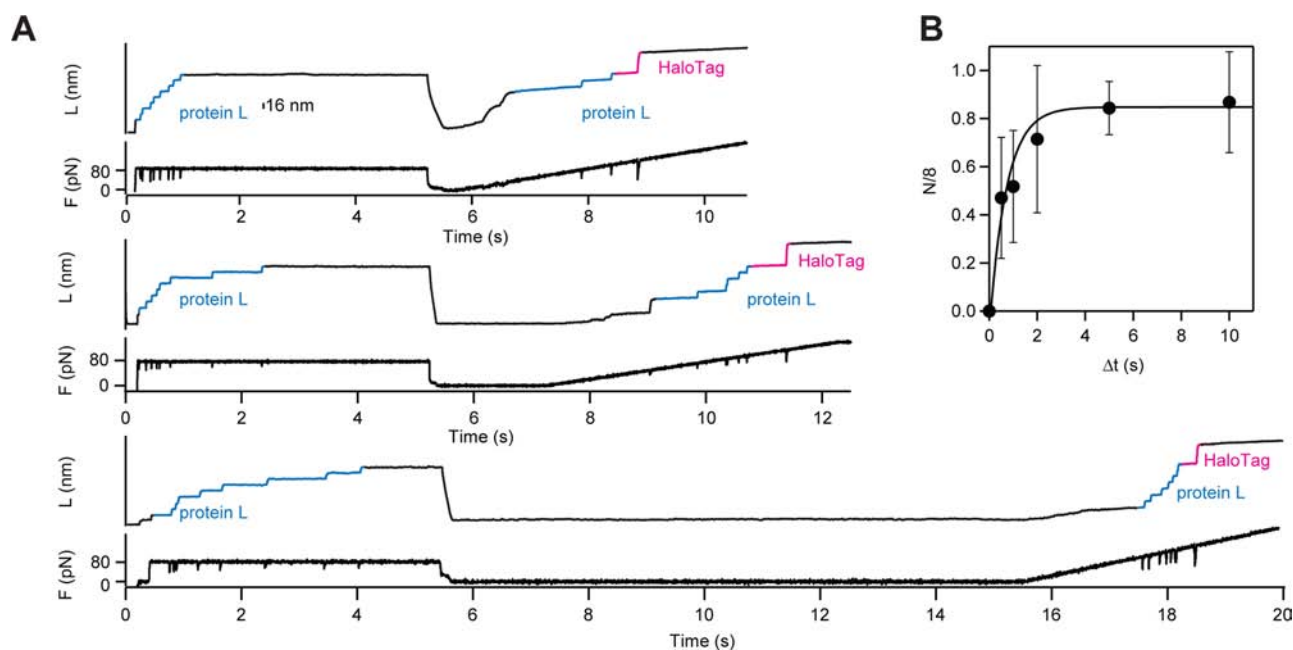 A
L (nm)
protein L
16 nm
protein L
HaloTag
F (pN)
80
0
0 2 4 6 8 10
Time (s)
L (nm)
protein L
protein L
HaloTag
F (pN)
80
0
0 2 4 6 8 10 12
Time (s)
L (nm)
protein L
protein L
HaloTag
F (pN)
80
0
0 2 4 6 8 10 12 14 16 18 20
Time (s)
B
N/8
1.0
0.8
0.6
0.4
0.2
0.0
0 2 4 6 8 10
Δt (s)